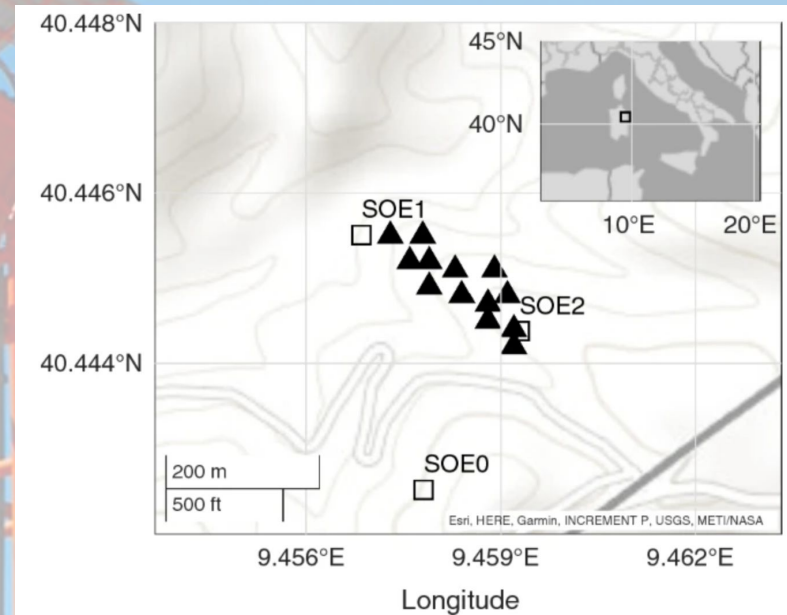 40.448°N
45°N
40°N
40.446°N
SOE1
10°E 20°E
SOE2
40.444°N
SOE0
200 m
500 ft
Esri, HERE, Garmin, INCREMENT P, USGS, METI/NASA
9.456°E 9.459°E 9.462°E
Longitude